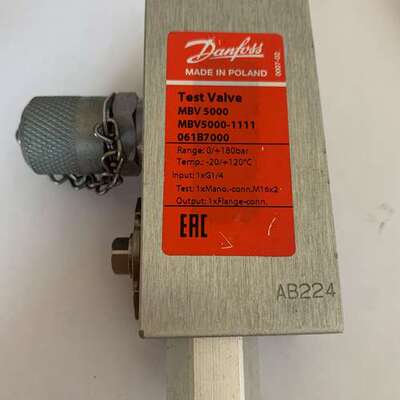 Danfoss
MADE IN POLAND
0007-02
Test Valve
MBV 5000
MBV5000-1111
061B7000
Range: 0/+180bar
Temp.: -20/+120°C
Input: 1xG1/4
Test: 1xMano.-conn.M16x2
Output: 1xFlange-conn.
EAC
AB224